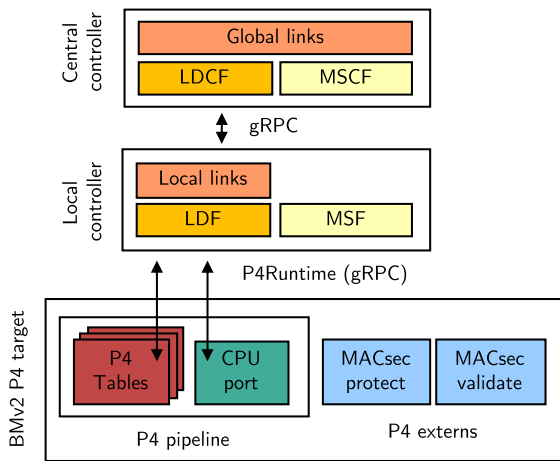 Central
controller
Global links
LDCF
MSCF
gRPC
Local
controller
Local links
LDF
MSF
P4Runtime (gRPC)
BMv2 P4 target
P4
Tables
CPU
port
MACsec
protect
MACsec
validate
P4 pipeline
P4 externs